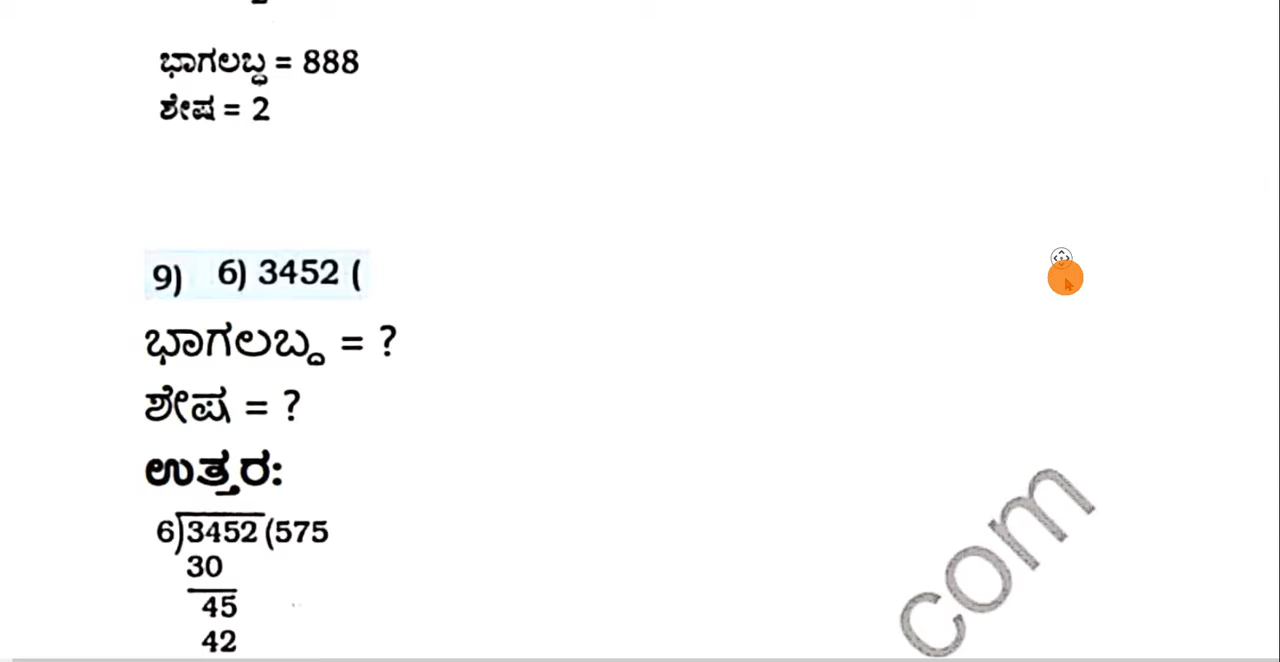 ಭಾಗಲಬ್ಧ = 888
ಶೇಷ = 2
9) 6) 3452 (
ಭಾಗಲಬ್ದ = ?
ಶೇಷ = ?
ಉತ್ತರ:
6)3452(575
30
45
42
com